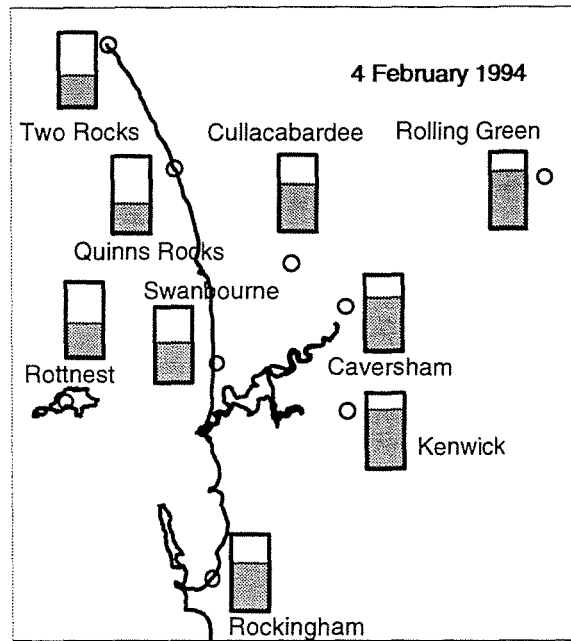 4 February 1994
Two Rocks
Cullacabardee
Rolling Green
Quinns Rocks
Swanbourne
Rottnest
Caversham
Kenwick
Rockingham